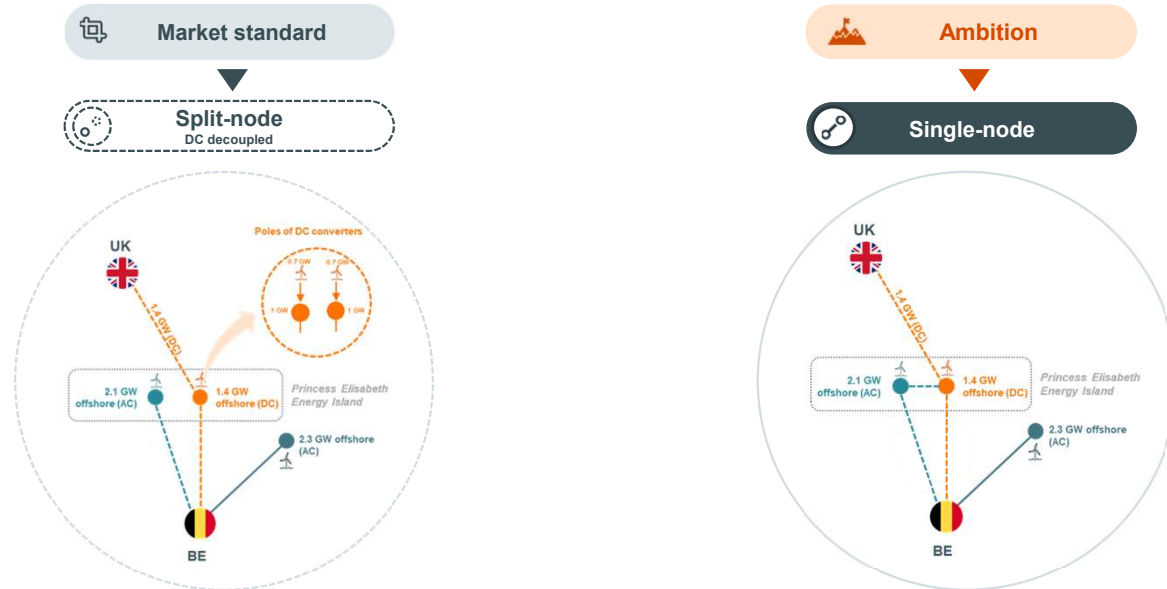 Market standard
Split-node
DC decoupled
Poles of DC converters
UK
0.7 GW
0.7 GW
1 GW
1 GW
1.4 GW (DC)
2.1 GW
offshore (AC)
1.4 GW
offshore (DC)
Princess Elisabeth
Energy Island
2.3 GW offshore
(AC)
BE
Ambition
Single-node
UK
1.4 GW (DC)
2.1 GW
offshore (AC)
1.4 GW
offshore (DC)
Princess Elisabeth
Energy Island
2.3 GW offshore
(AC)
BE